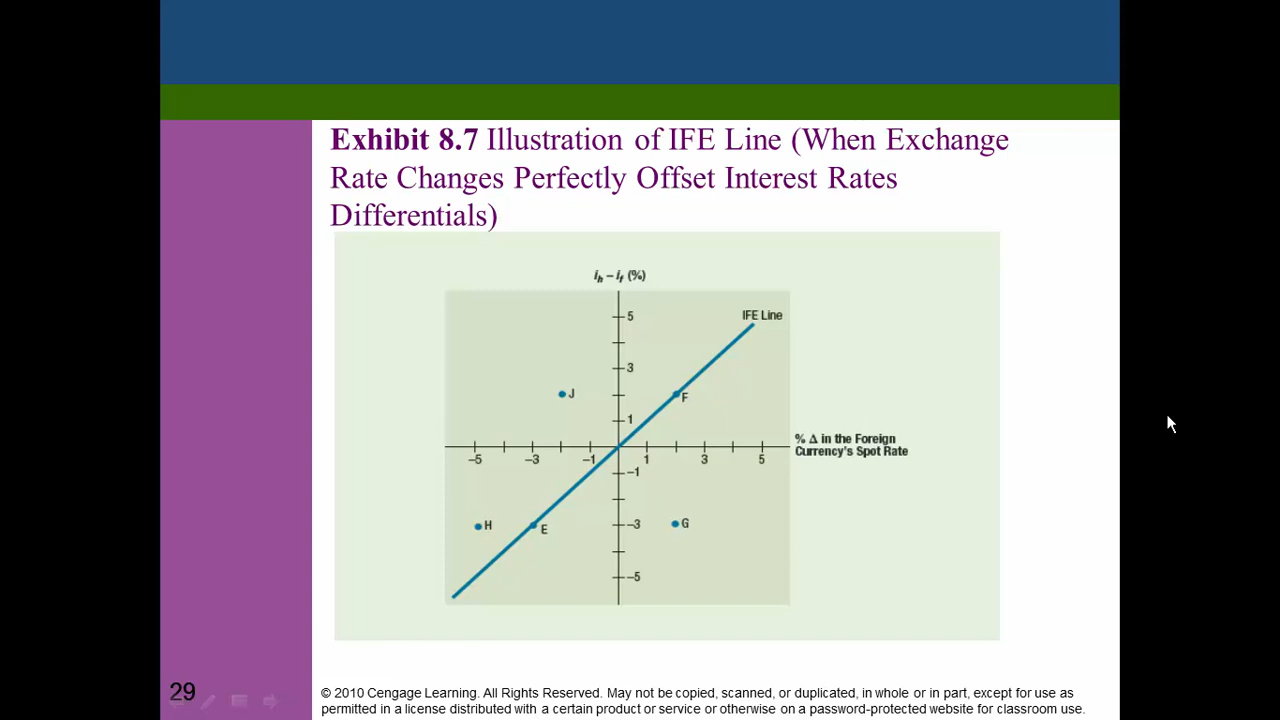 Exhibit 8.7 Illustration of IFE Line (When Exchange
Rate Changes Perfectly Offset Interest Rates
Differentials)
ih – if (%)
5
IFE Line
3
J
F
1
% Δ in the Foreign
Currency's Spot Rate
–5 –3 –1 1 3 5
–1
H
E
–3
G
–5
29
© 2010 Cengage Learning. All Rights Reserved. May not be copied, scanned, or duplicated, in whole or in part, except for use as
permitted in a license distributed with a certain product or service or otherwise on a password-protected website for classroom use.